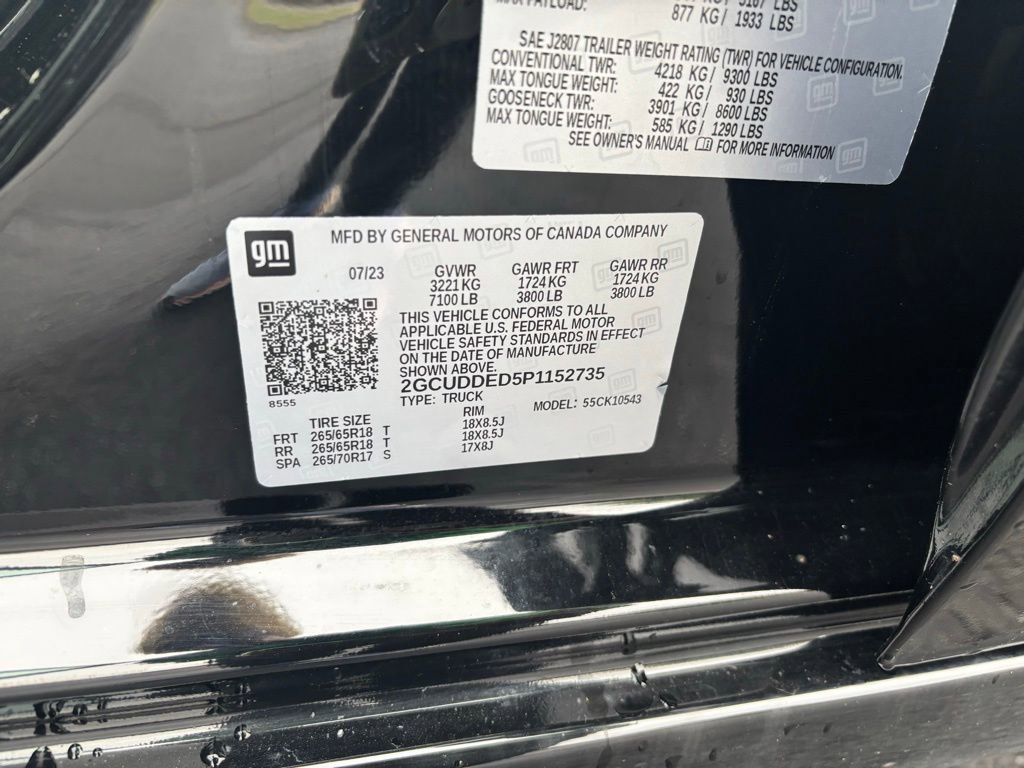 MAX PAYLOAD:
877 KG / 1933 LBS
SAE J2807 TRAILER WEIGHT RATING (TWR) FOR VEHICLE CONFIGURATION.
CONVENTIONAL TWR: 4218 KG / 9300 LBS
MAX TONGUE WEIGHT: 422 KG / 930 LBS
GOOSENECK TWR: 3901 KG / 8600 LBS
MAX TONGUE WEIGHT: 585 KG / 1290 LBS
SEE OWNER'S MANUAL FOR MORE INFORMATION
gm
MFD BY GENERAL MOTORS OF CANADA COMPANY
07/23 GVWR GAWR FRT GAWR RR
3221 KG 1724 KG 1724 KG
7100 LB 3800 LB 3800 LB
THIS VEHICLE CONFORMS TO ALL
APPLICABLE U.S. FEDERAL MOTOR
VEHICLE SAFETY STANDARDS IN EFFECT
ON THE DATE OF MANUFACTURE
SHOWN ABOVE.
2GCUDDED5P1152735
8555
TYPE: TRUCK MODEL: 55CK10543
TIRE SIZE RIM
FRT 265/65R18 T 18X8.5J
RR 265/65R18 T 18X8.5J
SPA 265/70R17 S 17X8J